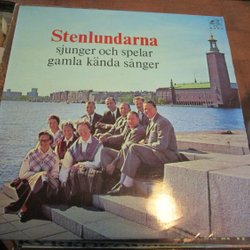 Stenlundarna
sjunger och spelar
gamla kända sånger